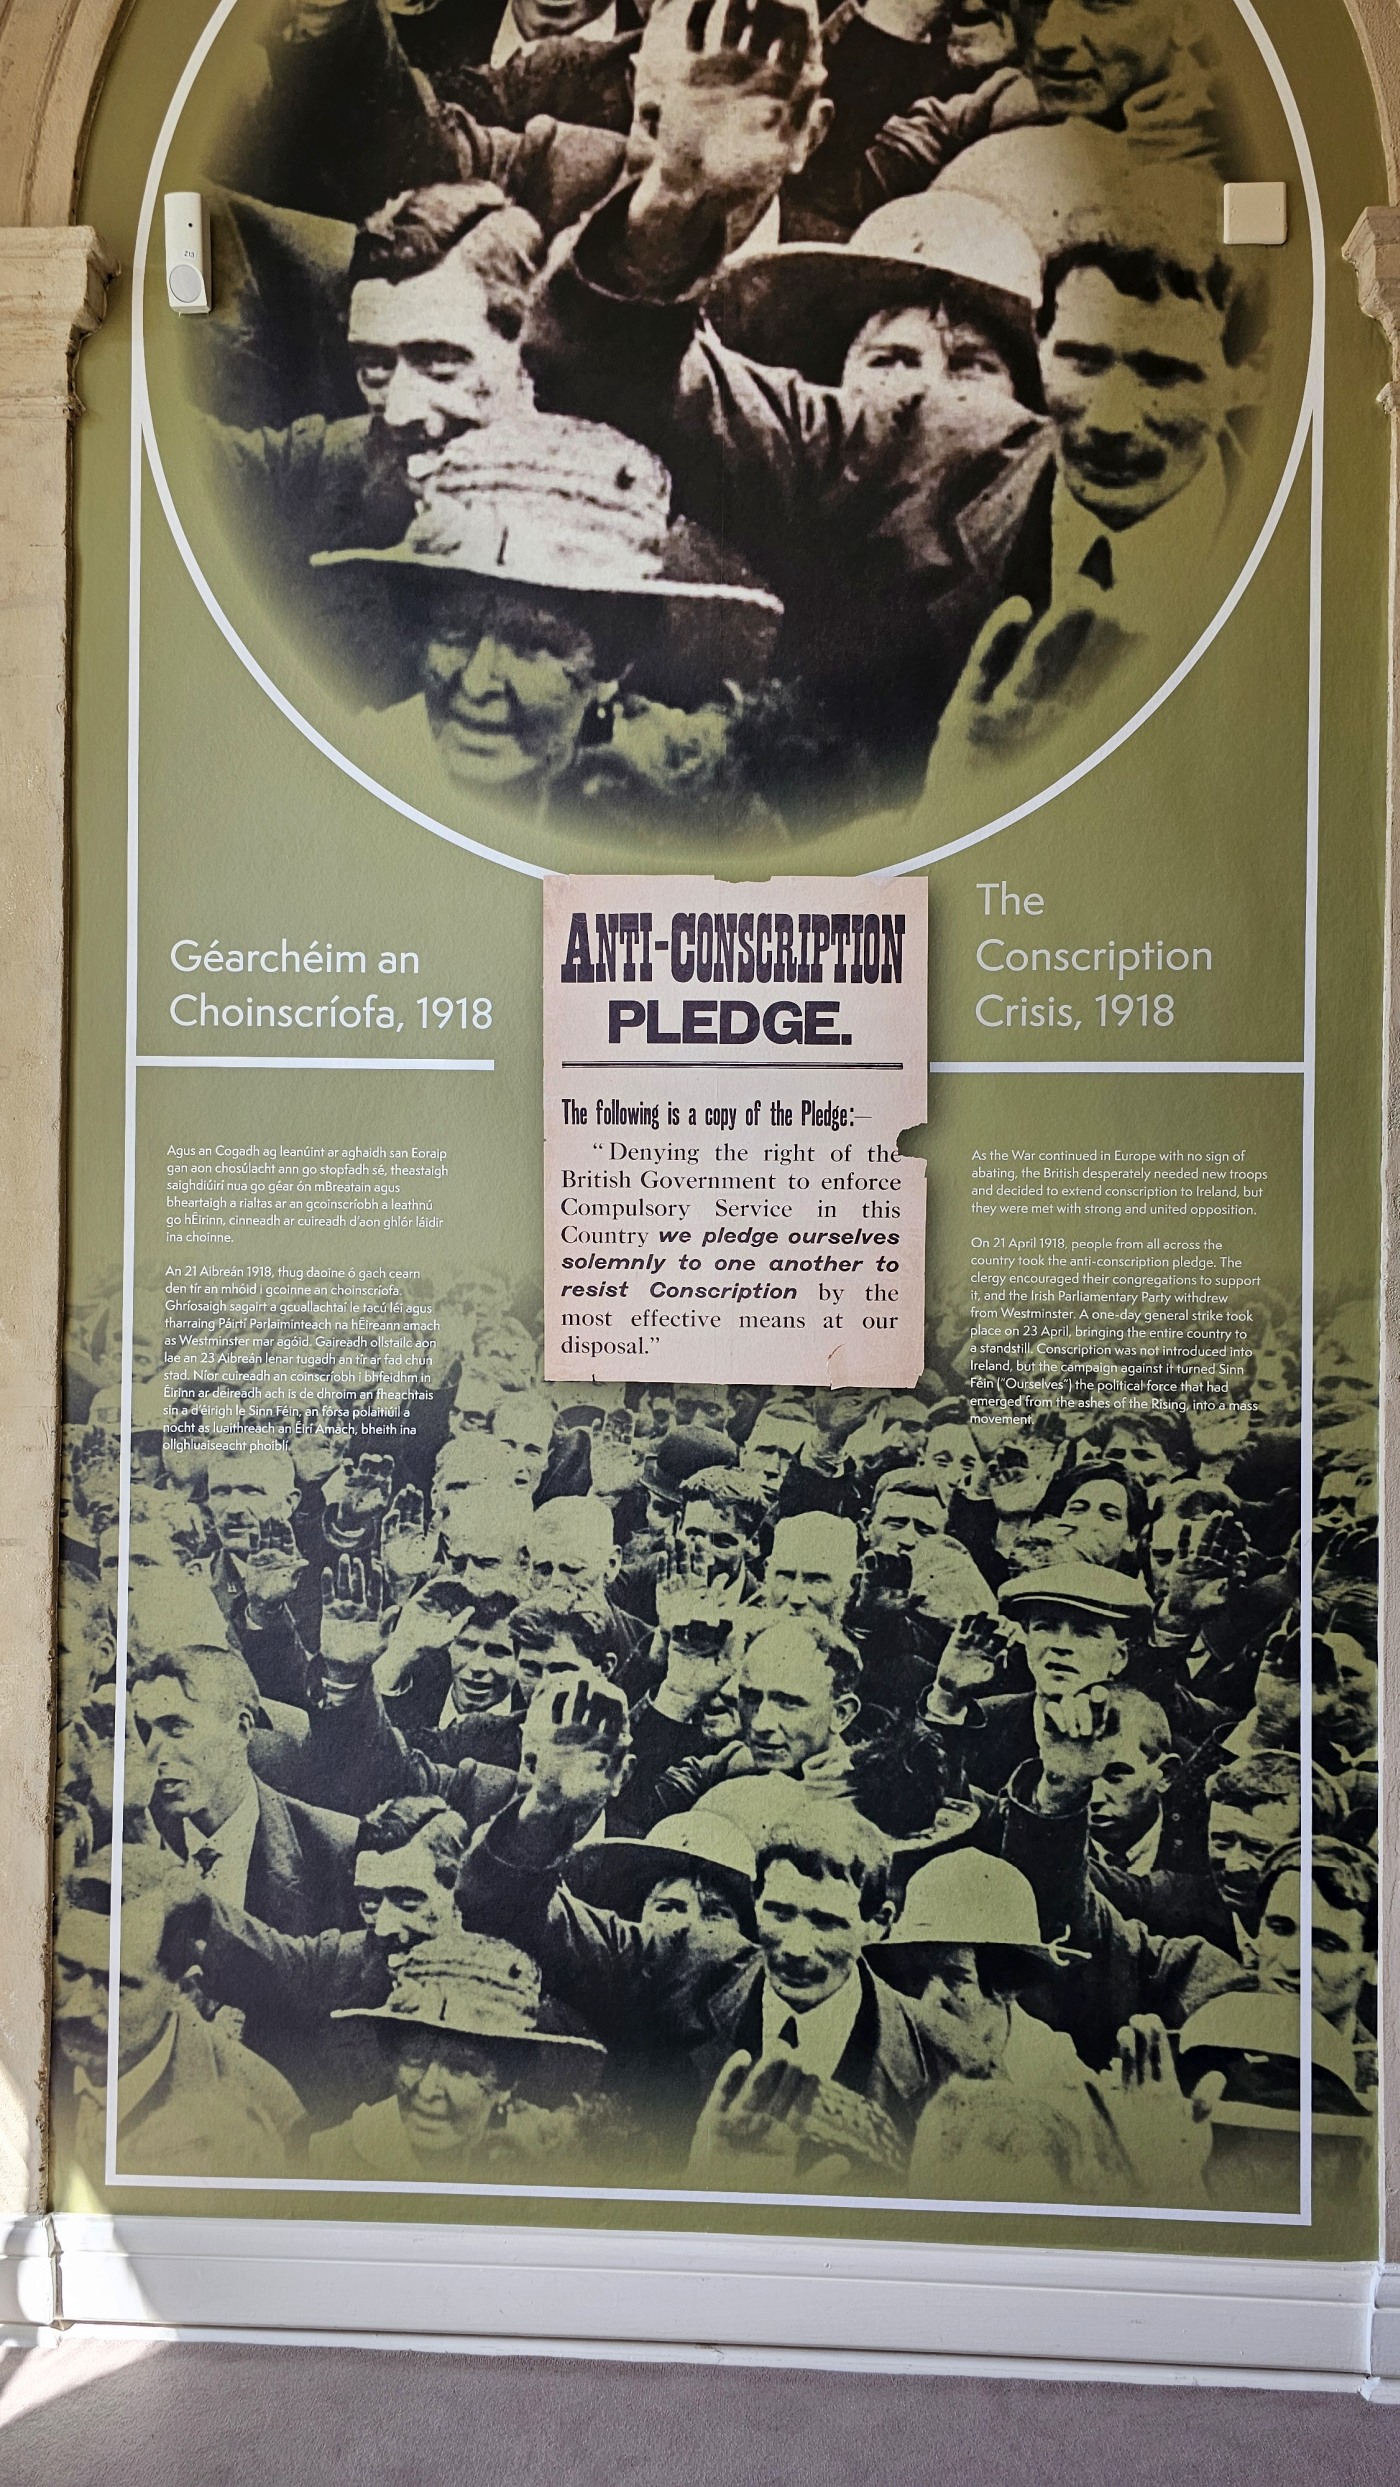 213
Géarchéim an
Choinscríofa, 1918
Agus an Cogadh ag leanúint ar aghaidh san Eoraip
gan aon chosúlacht ann go stopfadh sé, theastaigh
saighdiúirí nua go géar ón mBreatain agus
bheartaigh a rialtas ar an gcoinscríobh a leathnú
go hÉirinn, cinneadh ar cuireadh d'aon ghlór láidir
ina choinne.
An 21 Aibreán 1918, thug daoine ó gach cearn
den tír an mhóid i gcoinne an choinscríofa.
Ghríosaigh sagairt a gcuallachtaí le tacú léi agus
tharraing Páirtí Parlaiminteach na hÉireann amach
as Westminster mar agóid. Gaireadh ollstailc aon
lae an 23 Aibreán lenar tugadh an tír ar fad chun
stad. Níor cuireadh an coinscríobh i bhfeidhm in
Éirinn ar deireadh ach is de dhroim an fheachtais
sin a d'éirigh le Sinn Féin, an fórsa polaitiúil a
nocht as luaithreach an Éirí Amach, bheith ina
ollghluaiseacht phoiblí.
ANTI-CONSCRIPTION
PLEDGE.
The following is a copy of the Pledge:—
“Denying the right of the
British Government to enforce
Compulsory Service in this
Country we pledge ourselves
solemnly to one another to
resist Conscription by the
most effective means at our
disposal.”
The
Conscription
Crisis, 1918
As the War continued in Europe with no sign of
abating, the British desperately needed new troops
and decided to extend conscription to Ireland, but
they were met with strong and united opposition.
On 21 April 1918, people from all across the
country took the anti-conscription pledge. The
clergy encouraged their congregations to support
it, and the Irish Parliamentary Party withdrew
from Westminster. A one-day general strike took
place on 23 April, bringing the entire country to
a standstill. Conscription was not introduced into
Ireland, but the campaign against it turned Sinn
Féin ("Ourselves") the political force that had
emerged from the ashes of the Rising, into a mass
movement.